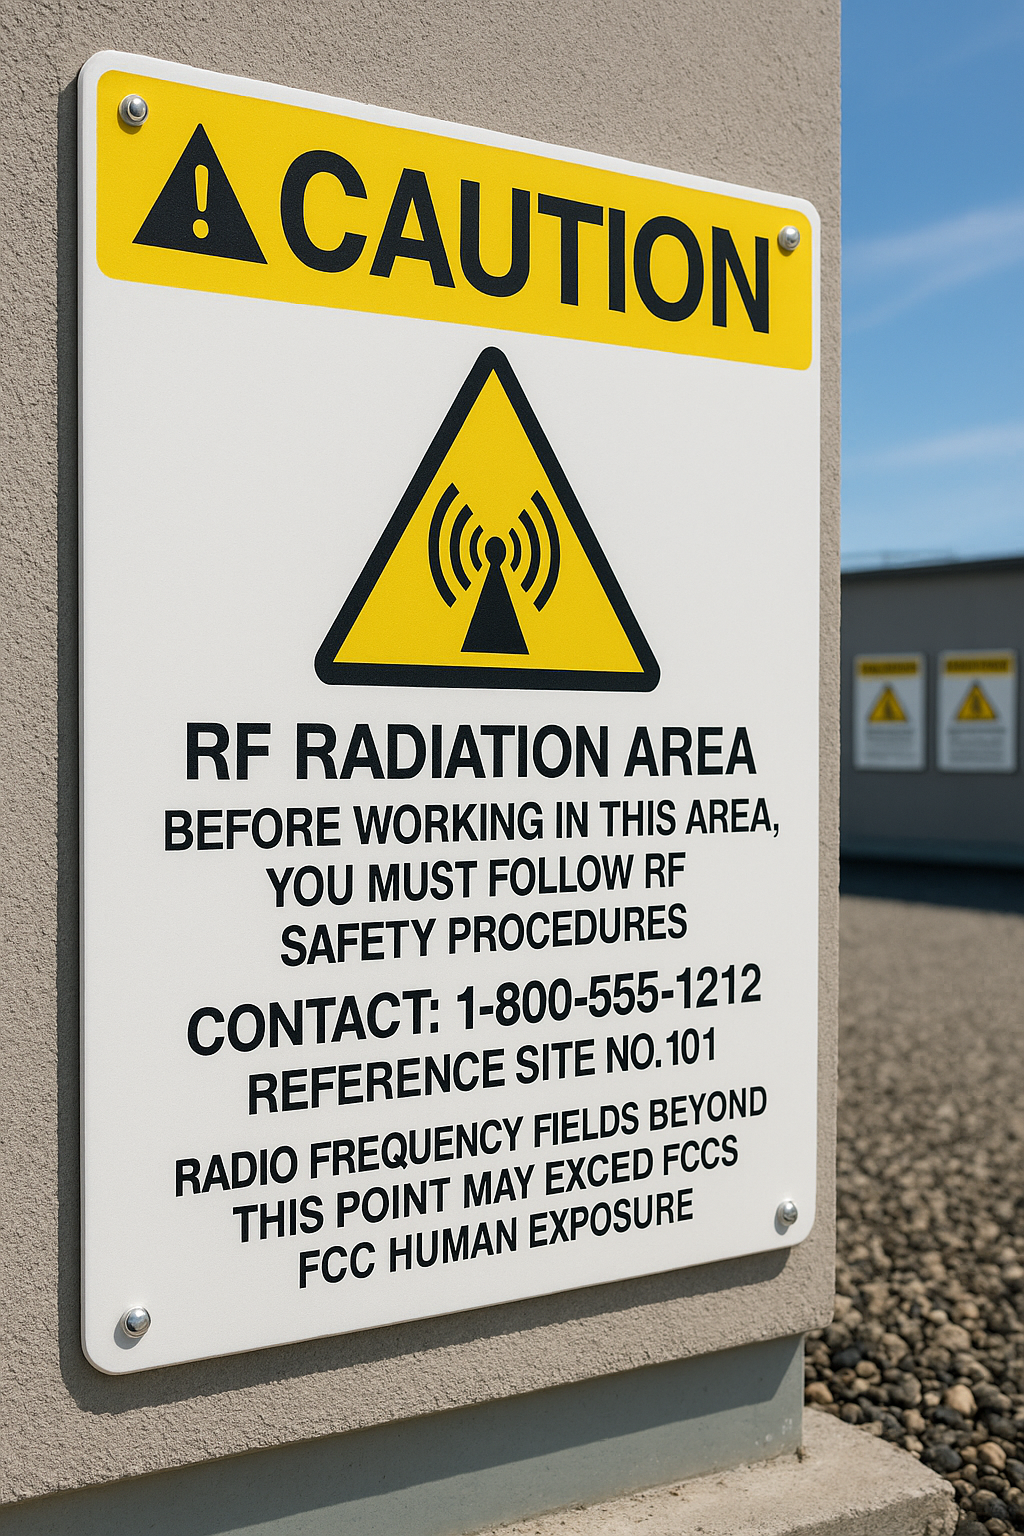 CAUTION
RF RADIATION AREA
BEFORE WORKING IN THIS AREA,
YOU MUST FOLLOW RF
SAFETY PROCEDURES
CONTACT: 1-800-555-1212
REFERENCE SITE NO.101
RADIO FREQUENCY FIELDS BEYOND
THIS POINT MAY EXCED FCCS
FCC HUMAN EXPOSURE